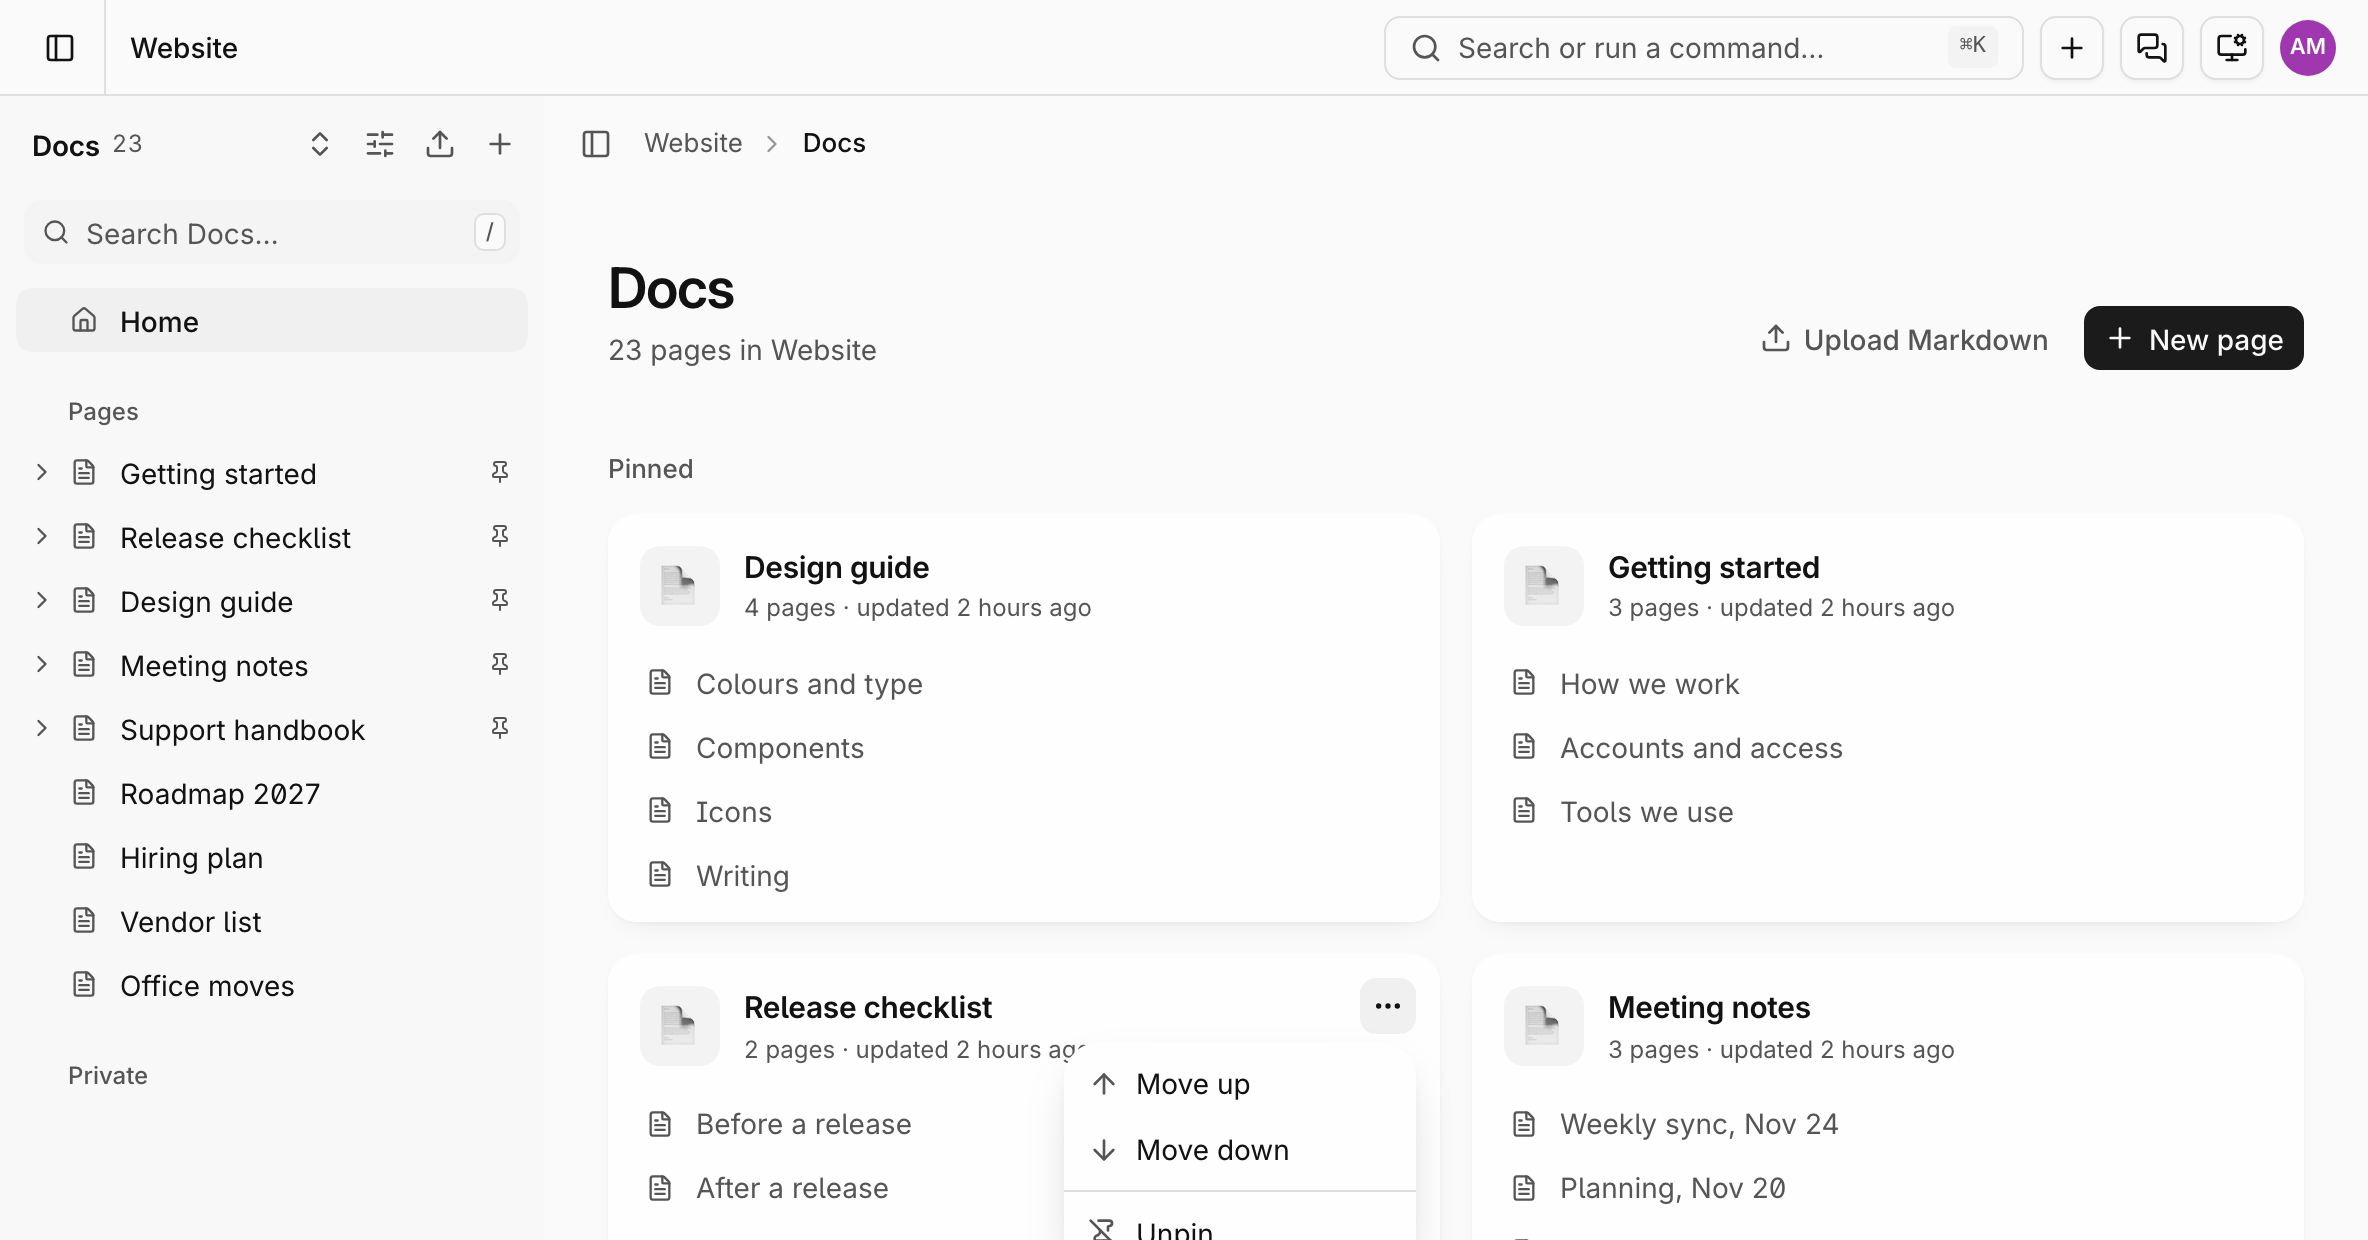 Website
Search or run a command...
⌘K
AM
Docs 23
Search Docs...
/
Home
Pages
Getting started
Release checklist
Design guide
Meeting notes
Support handbook
Roadmap 2027
Hiring plan
Vendor list
Office moves
Private
Website
Docs
Docs
23 pages in Website
Upload Markdown
New page
Pinned
Design guide
4 pages · updated 2 hours ago
Colours and type
Components
Icons
Writing
Getting started
3 pages · updated 2 hours ago
How we work
Accounts and access
Tools we use
Release checklist
2 pages · updated 2 hours ago
Before a release
After a release
Move up
Move down
Unpin
Meeting notes
3 pages · updated 2 hours ago
Weekly sync, Nov 24
Planning, Nov 20